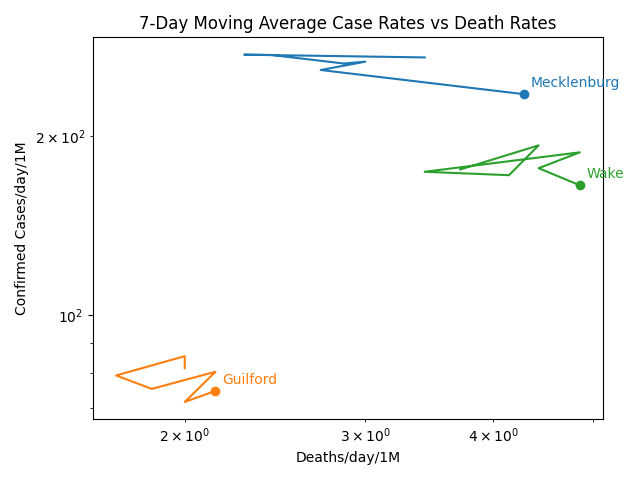 7-Day Moving Average Case Rates vs Death Rates
Mecklenburg
2 × 10²
Wake
Confirmed Cases/day/1M
10²
Guilford
2 × 10⁰
3 × 10⁰
4 × 10⁰
Deaths/day/1M